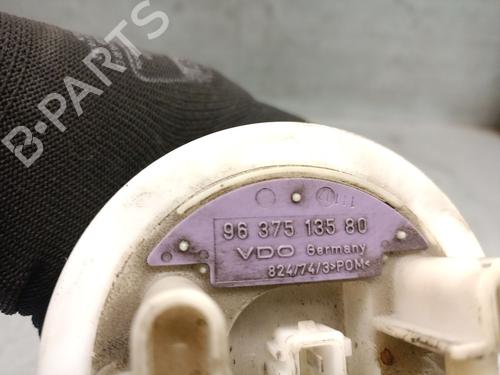 B-PARTS
96 375 135 80
VDO Germany
824/74/3>POM<